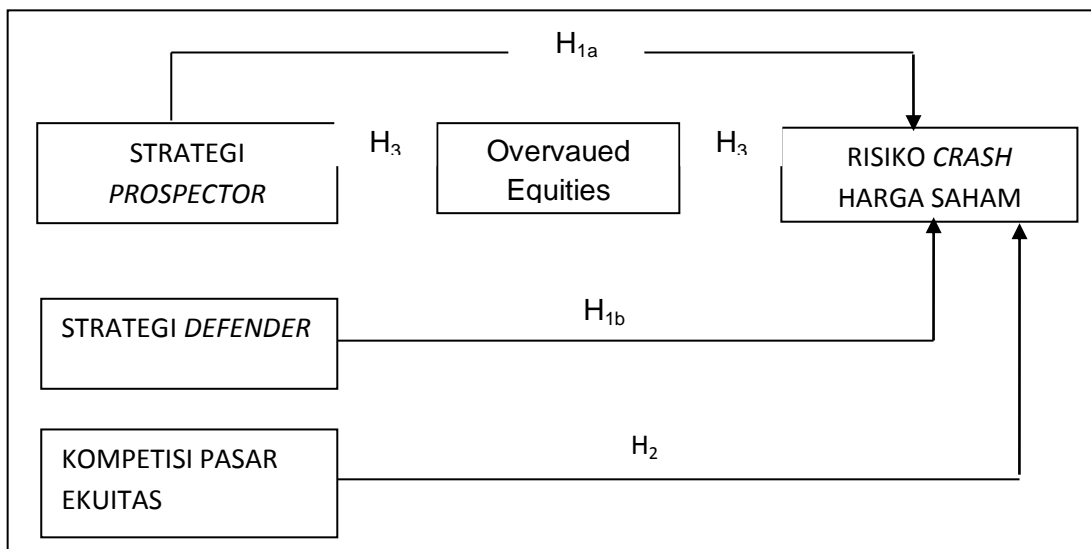 H1a
STRATEGI
PROSPECTOR
H3
Overvaued
Equities
H3
RISIKO CRASH
HARGA SAHAM
STRATEGI DEFENDER
H1b
KOMPETISI PASAR
EKUITAS
H2